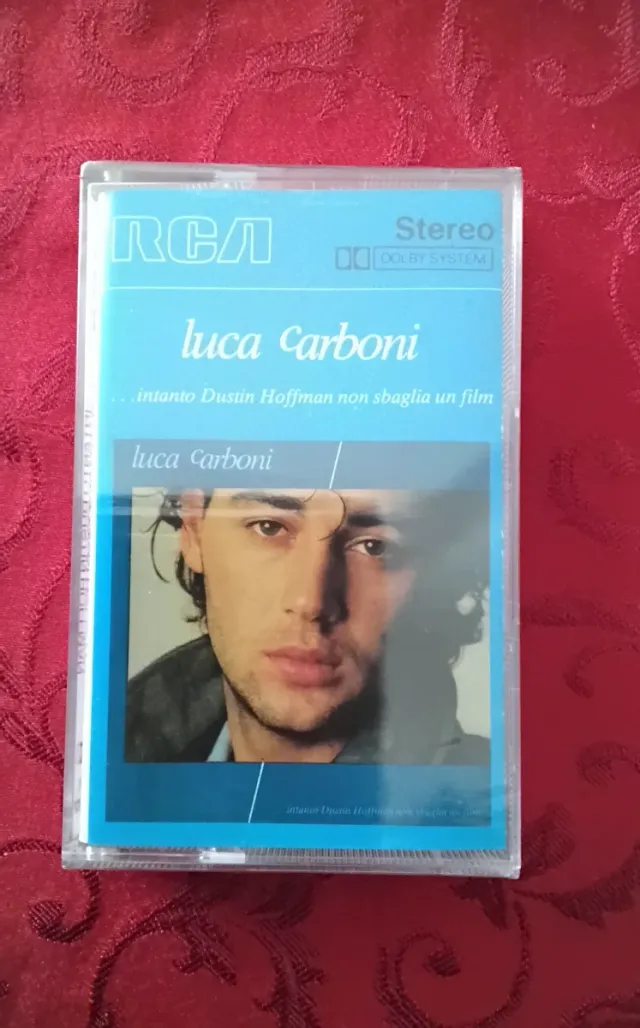 RCA
Stereo
DOLBY SYSTEM
luca carboni
...intanto Dustin Hoffman non sbaglia un film
luca carboni
...intanto Dustin Hoffman non sbaglia un film